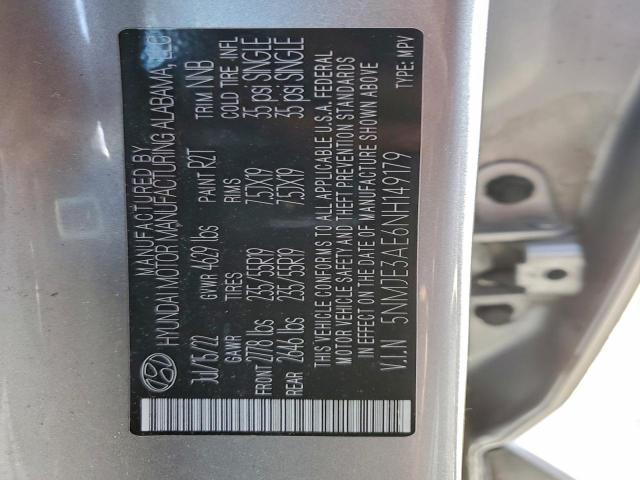 MANUFACTURED BY
HYUNDAI MOTOR MANUFACTURING ALABAMA, LLC
JUL/15/22 GVWR 4629 lbs PAINT R2T TRIM NNB
GAWR TIRES RIMS COLD TIRE INFL
FRONT 2778 lbs 235/55R19 7.5JX19 35 psi SINGLE
REAR 2646 lbs 235/55R19 7.5JX19 35 psi SINGLE
THIS VEHICLE CONFORMS TO ALL APPLICABLE U.S.A. FEDERAL
MOTOR VEHICLE SAFETY AND THEFT PREVENTION STANDARDS
IN EFFECT ON THE DATE OF MANUFACTURE SHOWN ABOVE
V.I.N 5NMJE3AE6NH149179 TYPE: MPV